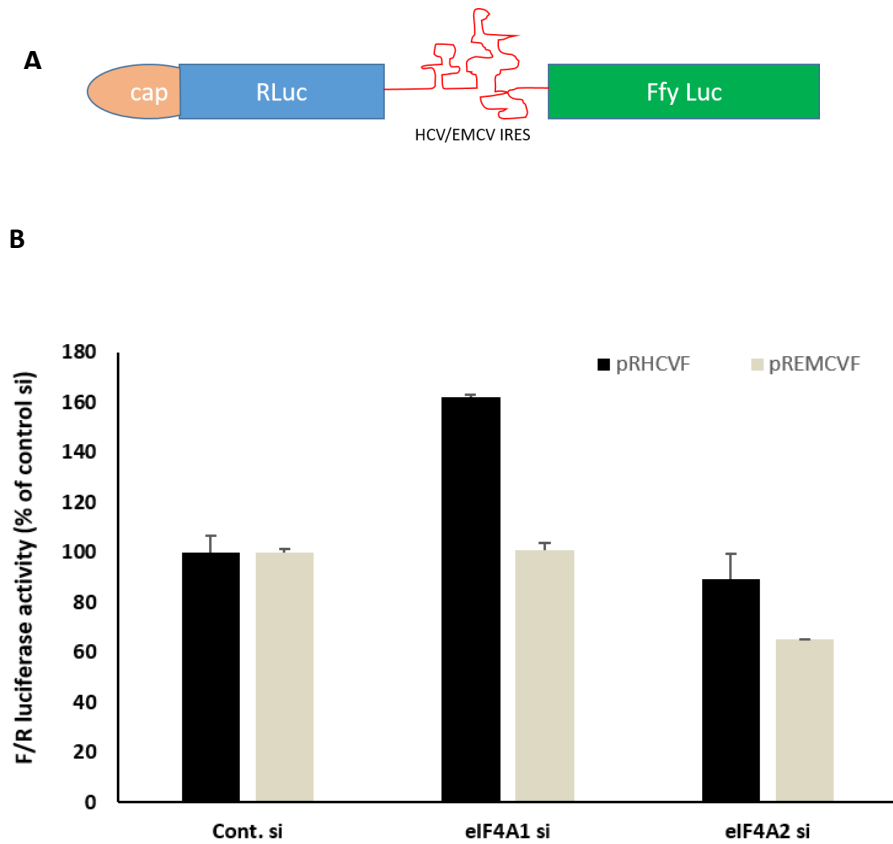 A
cap
RLuc
Ffy Luc
HCV/EMCV IRES
B
F/R luciferase activity (% of control si)
180
160
140
120
100
80
60
40
20
0
pRHCVF
pREMCVF
Cont. si
eIF4A1 si
eIF4A2 si